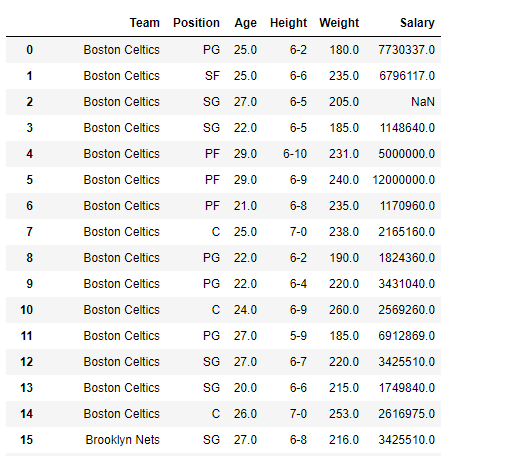 Team Position Age Height Weight Salary
0 Boston Celtics PG 25.0 6-2 180.0 7730337.0
1 Boston Celtics SF 25.0 6-6 235.0 6796117.0
2 Boston Celtics SG 27.0 6-5 205.0 NaN
3 Boston Celtics SG 22.0 6-5 185.0 1148640.0
4 Boston Celtics PF 29.0 6-10 231.0 5000000.0
5 Boston Celtics PF 29.0 6-9 240.0 12000000.0
6 Boston Celtics PF 21.0 6-8 235.0 1170960.0
7 Boston Celtics C 25.0 7-0 238.0 2165160.0
8 Boston Celtics PG 22.0 6-2 190.0 1824360.0
9 Boston Celtics PG 22.0 6-4 220.0 3431040.0
10 Boston Celtics C 24.0 6-9 260.0 2569260.0
11 Boston Celtics PG 27.0 5-9 185.0 6912869.0
12 Boston Celtics SG 27.0 6-7 220.0 3425510.0
13 Boston Celtics SG 20.0 6-6 215.0 1749840.0
14 Boston Celtics C 26.0 7-0 253.0 2616975.0
15 Brooklyn Nets SG 27.0 6-8 216.0 3425510.0